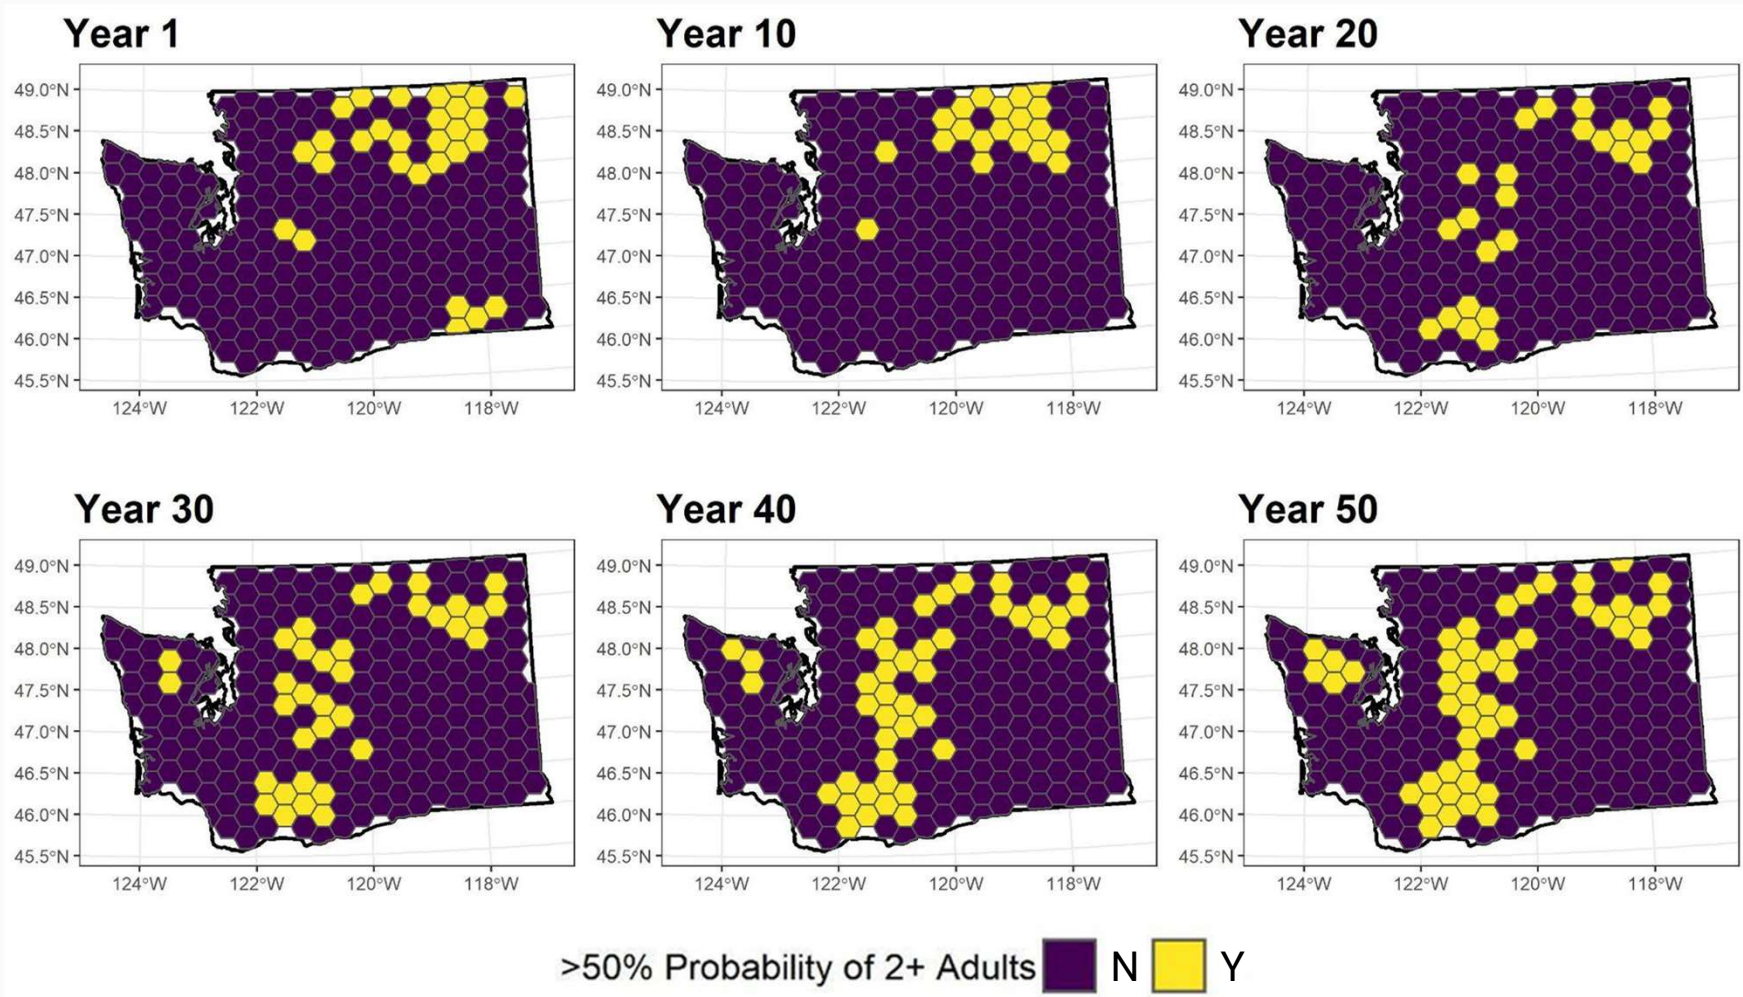 Year 1
Year 10
Year 20
49.0°N
48.5°N
48.0°N
47.5°N
47.0°N
46.5°N
46.0°N
45.5°N
124°W 122°W 120°W 118°W
49.0°N
48.5°N
48.0°N
47.5°N
47.0°N
46.5°N
46.0°N
45.5°N
124°W 122°W 120°W 118°W
49.0°N
48.5°N
48.0°N
47.5°N
47.0°N
46.5°N
46.0°N
45.5°N
124°W 122°W 120°W 118°W
Year 30
Year 40
Year 50
49.0°N
48.5°N
48.0°N
47.5°N
47.0°N
46.5°N
46.0°N
45.5°N
124°W 122°W 120°W 118°W
49.0°N
48.5°N
48.0°N
47.5°N
47.0°N
46.5°N
46.0°N
45.5°N
124°W 122°W 120°W 118°W
49.0°N
48.5°N
48.0°N
47.5°N
47.0°N
46.5°N
46.0°N
45.5°N
124°W 122°W 120°W 118°W
>50% Probability of 2+ Adults N Y